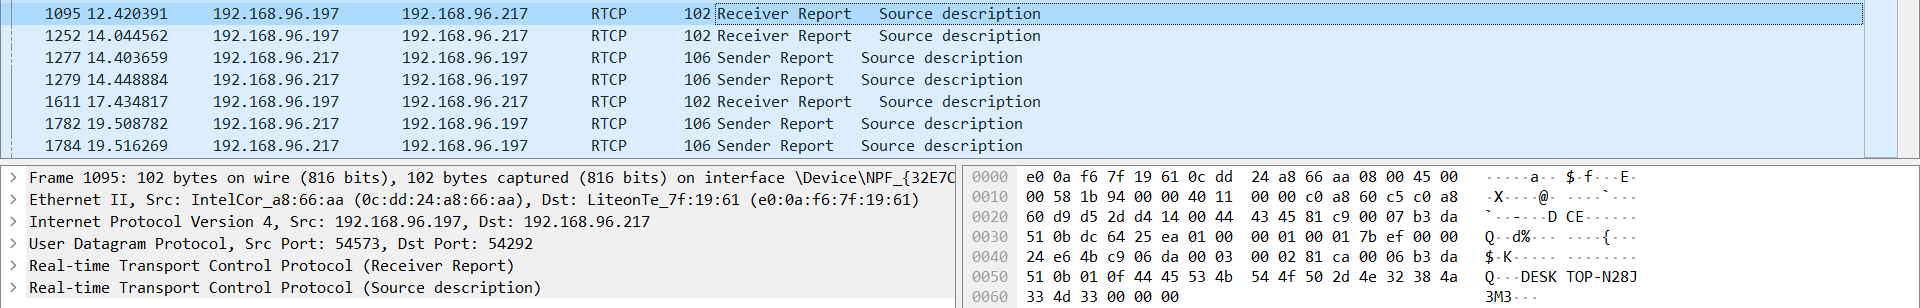 1095 12.420391 192.168.96.197 192.168.96.217 RTCP 102 Receiver Report Source description
1252 14.044562 192.168.96.197 192.168.96.217 RTCP 102 Receiver Report Source description
1277 14.403659 192.168.96.217 192.168.96.197 RTCP 106 Sender Report Source description
1279 14.448884 192.168.96.217 192.168.96.197 RTCP 106 Sender Report Source description
1611 17.434817 192.168.96.197 192.168.96.217 RTCP 102 Receiver Report Source description
1782 19.508782 192.168.96.217 192.168.96.197 RTCP 106 Sender Report Source description
1784 19.516269 192.168.96.217 192.168.96.197 RTCP 106 Sender Report Source description
Frame 1095: 102 bytes on wire (816 bits), 102 bytes captured (816 bits) on interface \Device\NPF_{32E7C
Ethernet II, Src: IntelCor_a8:66:aa (0c:dd:24:a8:66:aa), Dst: LiteonTe_7f:19:61 (e0:0a:f6:7f:19:61)
Internet Protocol Version 4, Src: 192.168.96.197, Dst: 192.168.96.217
User Datagram Protocol, Src Port: 54573, Dst Port: 54292
Real-time Transport Control Protocol (Receiver Report)
Real-time Transport Control Protocol (Source description)
0000 e0 0a f6 7f 19 61 0c dd 24 a8 66 aa 08 00 45 00 ·····a·· $·f···E·
0010 00 58 1b 94 00 00 40 11 00 00 c0 a8 60 c5 c0 a8 ·X····@· ····`···
0020 60 d9 d5 2d d4 14 00 44 43 45 81 c9 00 07 b3 da `··-···D CE······
0030 51 0b dc 64 25 ea 01 00 00 01 00 01 7b ef 00 00 Q··d%··· ····{···
0040 24 e6 4b c9 06 da 00 03 00 02 81 ca 00 06 b3 da $·K····· ········
0050 51 0b 01 0f 44 45 53 4b 54 4f 50 2d 4e 32 38 4a Q···DESK TOP-N28J
0060 33 4d 33 00 00 00 3M3···